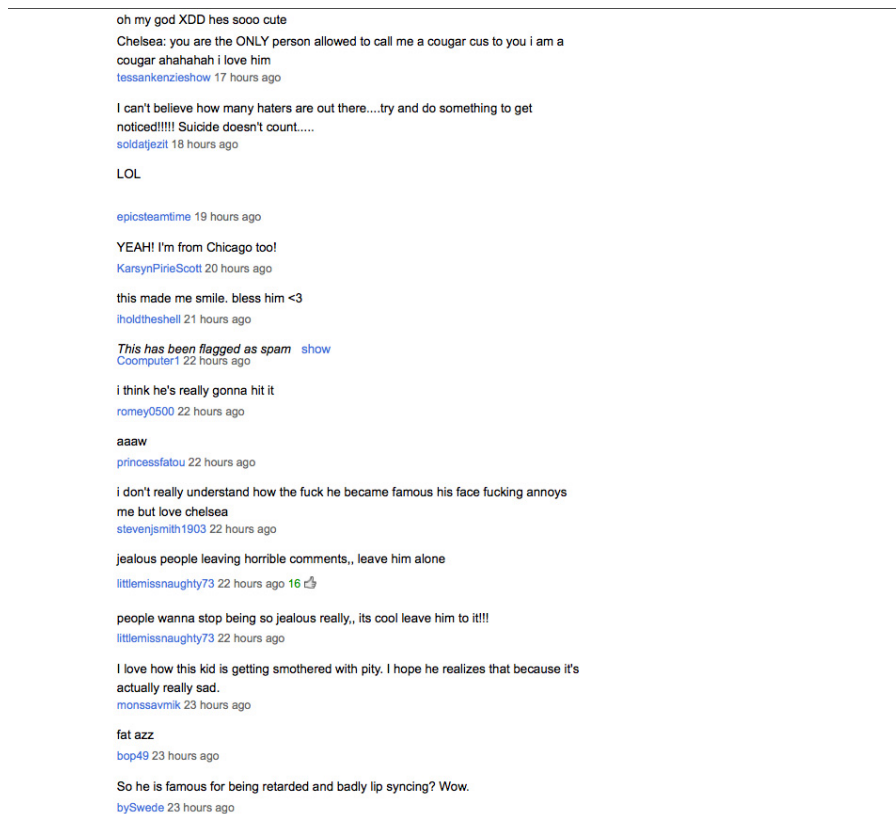 oh my god XDD hes sooo cute
Chelsea: you are the ONLY person allowed to call me a cougar cus to you i am a
cougar ahahahah i love him
tessankenzieshow 17 hours ago
I can't believe how many haters are out there....try and do something to get
noticed!!!!! Suicide doesn't count.....
soldatjezit 18 hours ago
LOL
epicsteamtime 19 hours ago
YEAH! I'm from Chicago too!
KarsynPirieScott 20 hours ago
this made me smile. bless him <3
iholdtheshell 21 hours ago
This has been flagged as spam show
Coomputer1 22 hours ago
i think he's really gonna hit it
romey0500 22 hours ago
aaaw
princessfatou 22 hours ago
i don't really understand how the fuck he became famous his face fucking annoys
me but love chelsea
stevenjsmith1903 22 hours ago
jealous people leaving horrible comments,, leave him alone
littlemissnaughty73 22 hours ago 16
people wanna stop being so jealous really,, its cool leave him to it!!!
littlemissnaughty73 22 hours ago
I love how this kid is getting smothered with pity. I hope he realizes that because it's
actually really sad.
monssavmik 23 hours ago
fat azz
bop49 23 hours ago
So he is famous for being retarded and badly lip syncing? Wow.
bySwede 23 hours ago